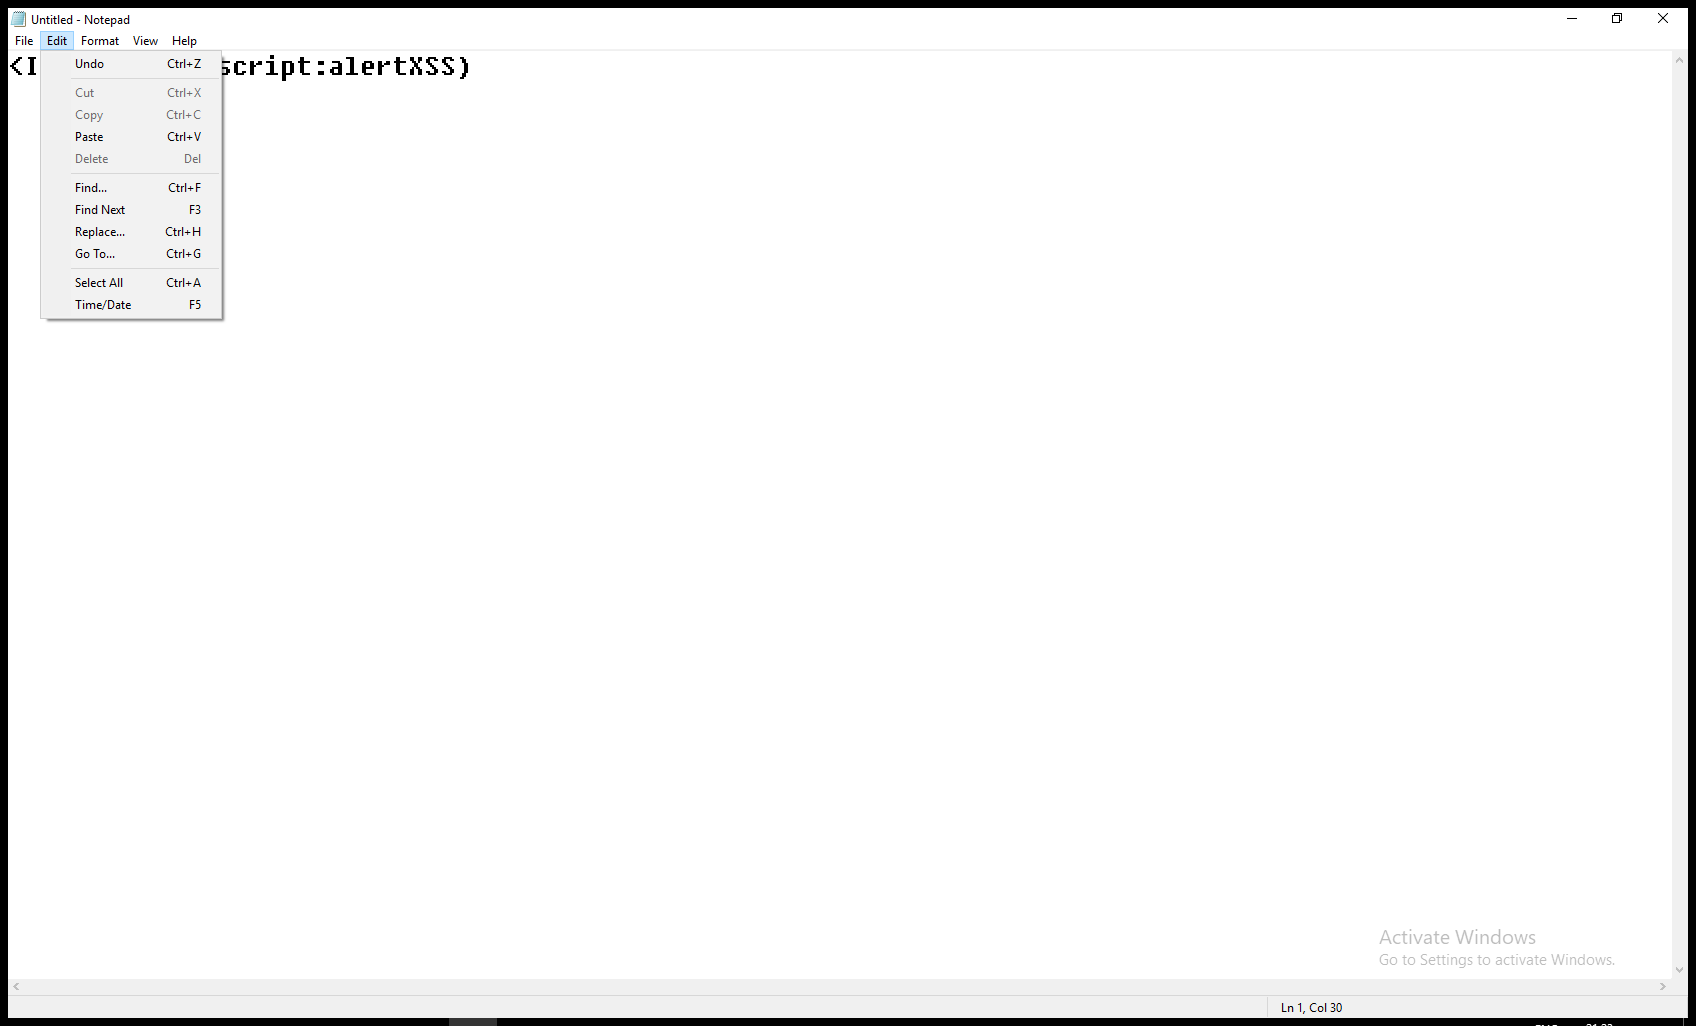 Untitled - Notepad
File Edit Format View Help
<I script:alertXSS)
Undo Ctrl+Z
Cut Ctrl+X
Copy Ctrl+C
Paste Ctrl+V
Delete Del
Find... Ctrl+F
Find Next F3
Replace... Ctrl+H
Go To... Ctrl+G
Select All Ctrl+A
Time/Date F5
Activate Windows
Go to Settings to activate Windows.
Ln 1, Col 30